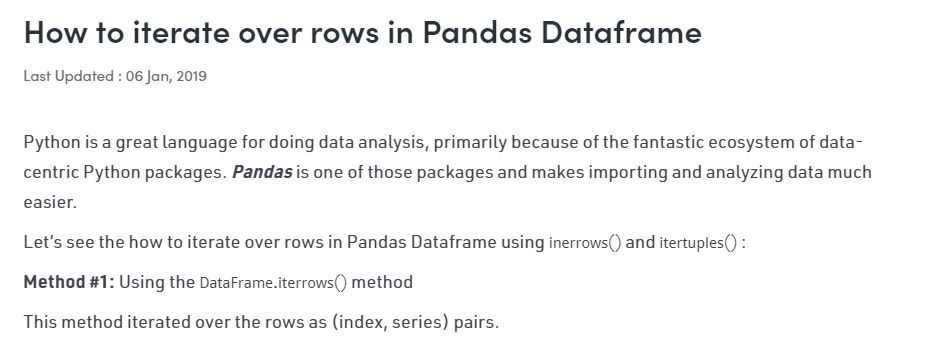 How to iterate over rows in Pandas Dataframe
Last Updated : 06 Jan, 2019
Python is a great language for doing data analysis, primarily because of the fantastic ecosystem of data-
centric Python packages. Pandas is one of those packages and makes importing and analyzing data much
easier.
Let’s see the how to iterate over rows in Pandas Dataframe using inerrows() and itertuples() :
Method #1: Using the DataFrame.iterrows() method
This method iterated over the rows as (index, series) pairs.